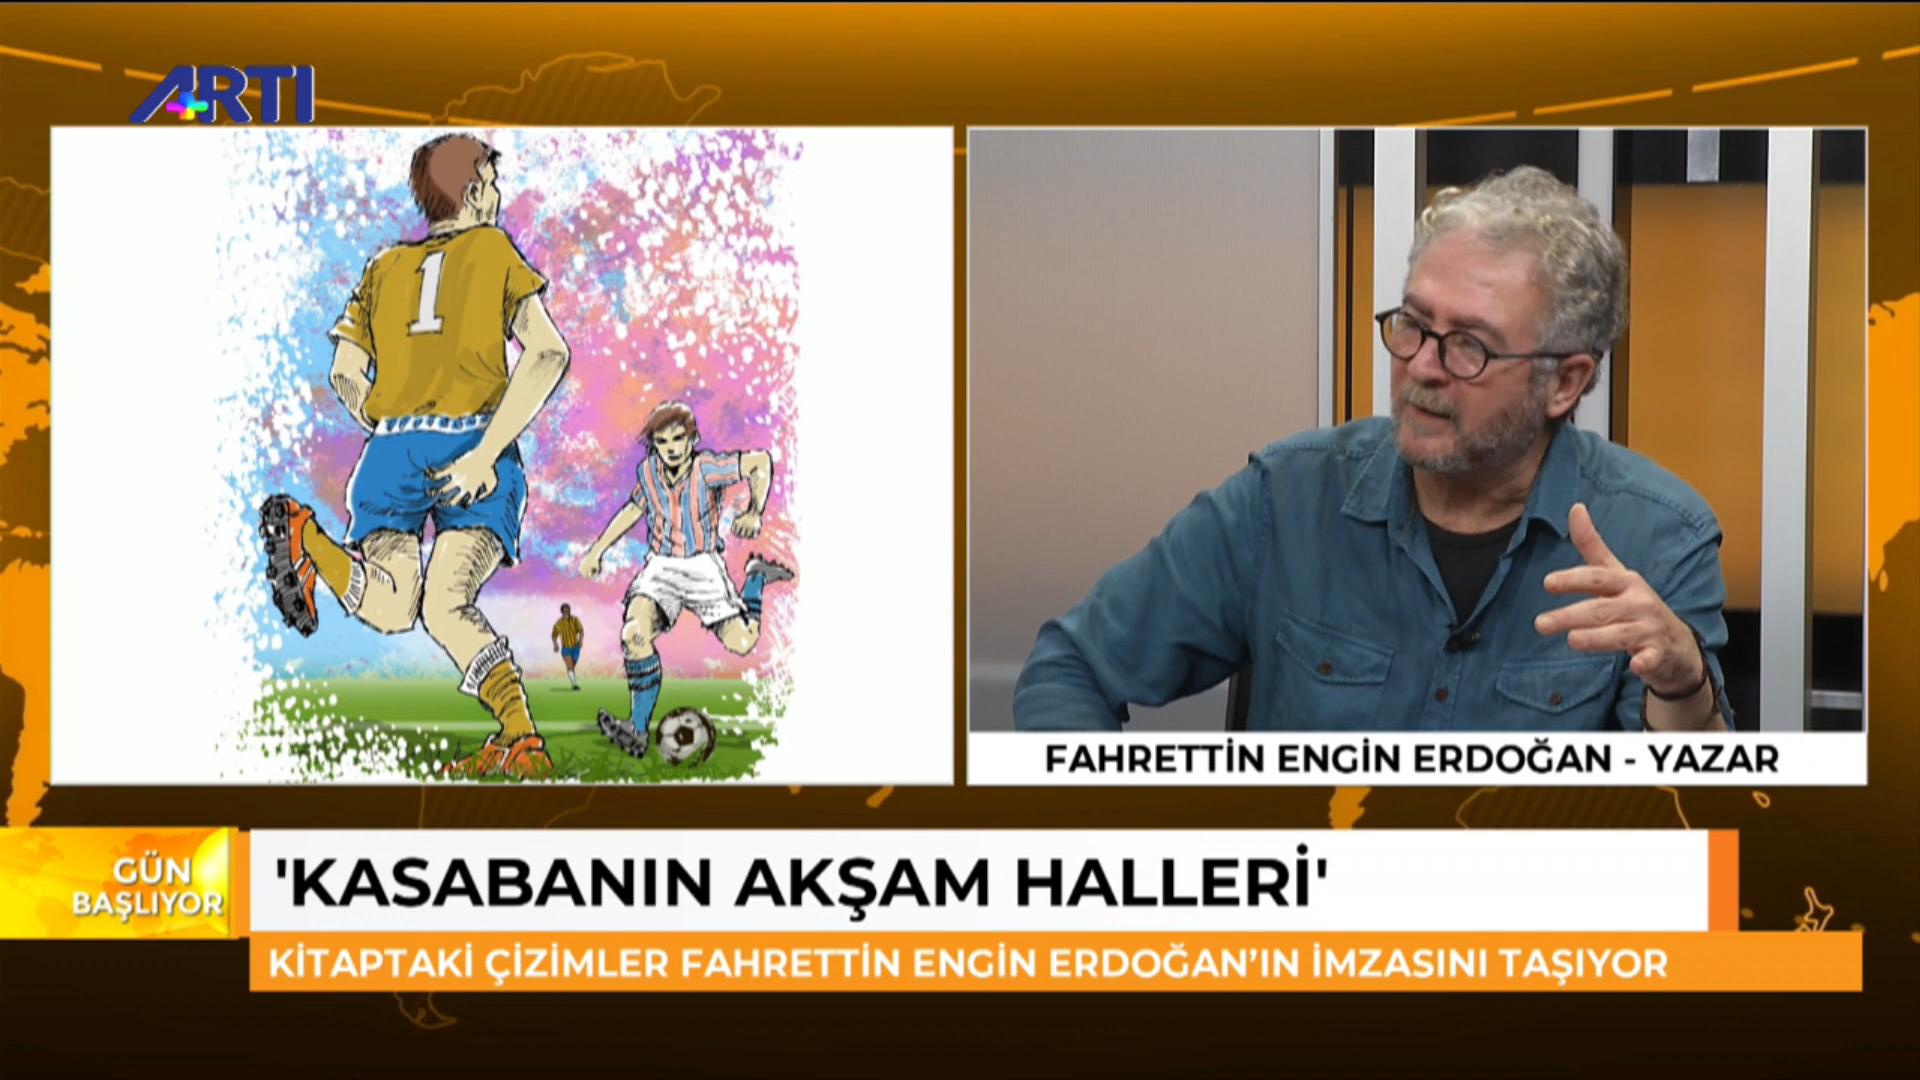 ARTI
1
FAHRETTİN ENGİN ERDOĞAN - YAZAR
GÜN
BAŞLIYOR
'KASABANIN AKŞAM HALLERİ'
KİTAPTAKİ ÇİZİMLER FAHRETTİN ENGİN ERDOĞAN’IN İMZASINI TAŞIYOR